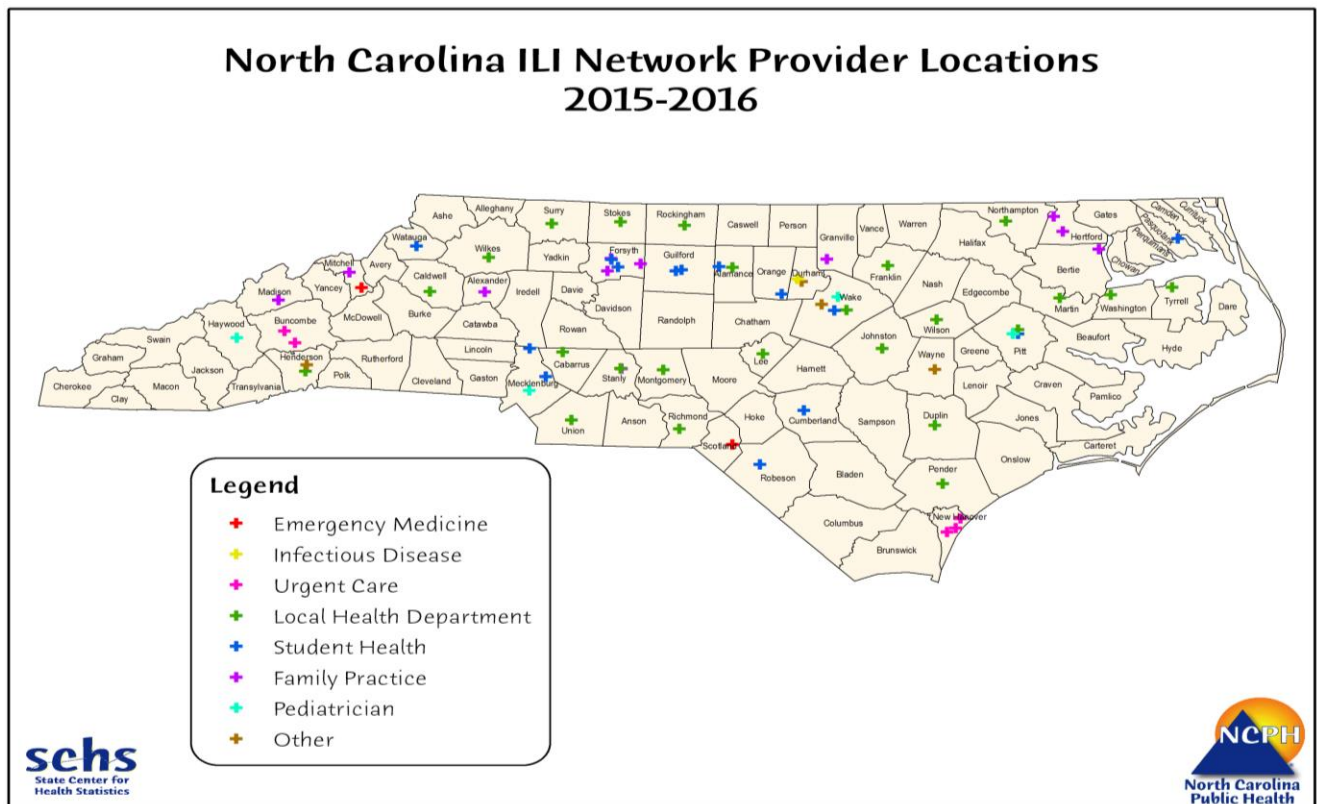 North Carolina ILI Network Provider Locations
2015-2016
Ashe
Alleghany
Surry
Stokes
Rockingham
Caswell
Person
Granville
Vance
Warren
Northampton
Gates
Camden
Currituck
Pasquotank
Perquimans
Chowan
Hertford
Halifax
Bertie
Watauga
Wilkes
Yadkin
Forsyth
Guilford
Alamance
Orange
Durham
Franklin
Nash
Edgecombe
Martin
Washington
Tyrrell
Dare
Mitchell
Avery
Caldwell
Alexander
Iredell
Davie
Davidson
Randolph
Chatham
Wake
Wilson
Pitt
Beaufort
Hyde
Madison
Yancey
Burke
Catawba
Rowan
Johnston
Greene
Wayne
Haywood
Buncombe
McDowell
Lincoln
Cabarrus
Stanly
Montgomery
Moore
Lee
Harnett
Lenoir
Craven
Pamlico
Swain
Graham
Jackson
Henderson
Rutherford
Polk
Cleveland
Gaston
Mecklenburg
Cherokee
Clay
Macon
Transylvania
Union
Anson
Richmond
Hoke
Scotland
Cumberland
Sampson
Duplin
Jones
Carteret
Onslow
Robeson
Bladen
Pender
Columbus
New Hanover
Brunswick
Legend
Emergency Medicine
Infectious Disease
Urgent Care
Local Health Department
Student Health
Family Practice
Pediatrician
Other
schs
State Center for
Health Statistics
NCPH
North Carolina
Public Health